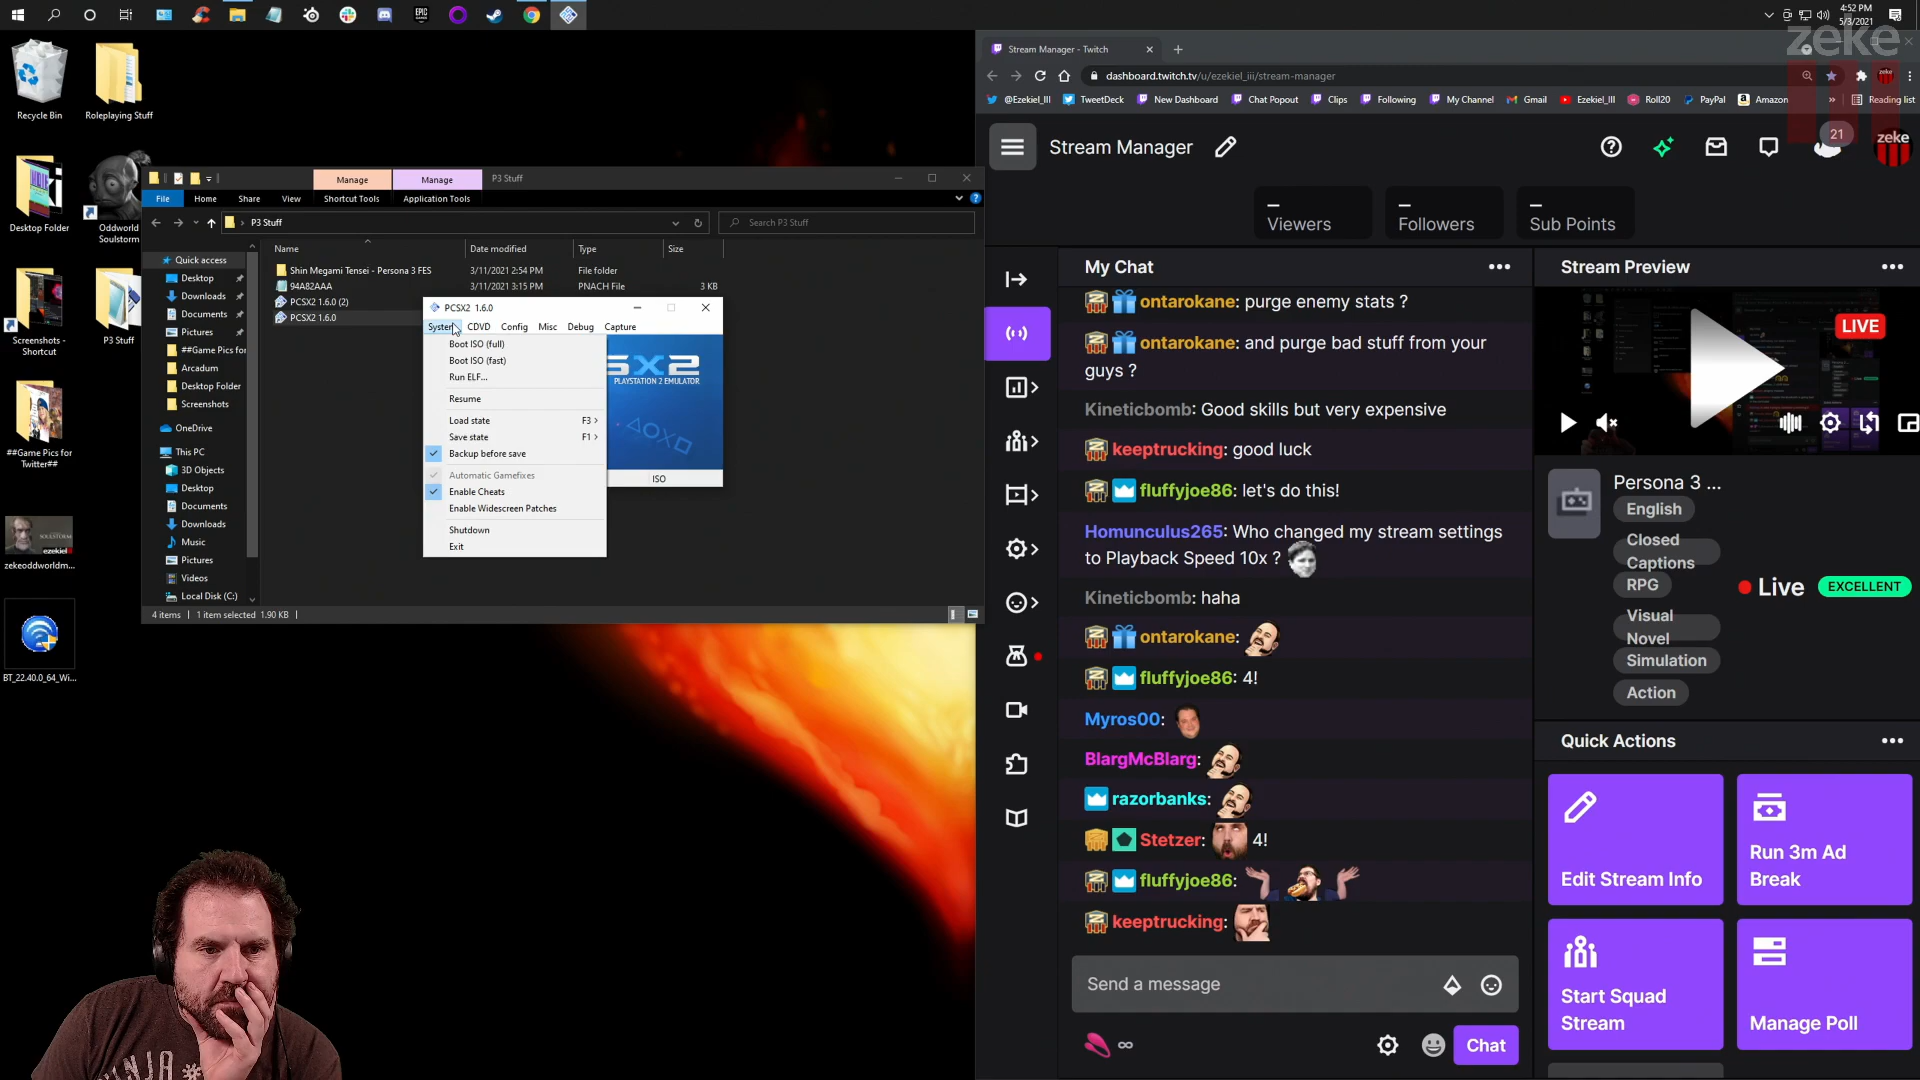 4:52 PM
5/3/2021
zeke
Recycle Bin
Roleplaying Stuff
Desktop Folder
Oddworld
Soulstorm
Screenshots -
Shortcut
P3 Stuff
##Game Pics for
Twitter##
zekeoddworldm...
BT_22.40.0_64_Wi...
Manage
Manage
P3 Stuff
File
Home
Share
View
Shortcut Tools
Application Tools
P3 Stuff
Search P3 Stuff
Name
Date modified
Type
Size
Quick access
Desktop
Downloads
Documents
Pictures
##Game Pics for
Arcadum
Desktop Folder
Screenshots
OneDrive
This PC
3D Objects
Desktop
Documents
Downloads
Music
Pictures
Videos
Local Disk (C:)
Shin Megami Tensei - Persona 3 FES
3/11/2021 2:54 PM
File folder
94A82AAA
3/11/2021 3:15 PM
PNACH File
3 KB
PCSX2 1.6.0 (2)
PCSX2 1.6.0
4 items
1 item selected 1.90 KB
PCSX2 1.6.0
System
CDVD
Config
Misc
Debug
Capture
Boot ISO (full)
Boot ISO (fast)
Run ELF...
Resume
Load state
F3
Save state
F1
Backup before save
Automatic Gamefixes
Enable Cheats
Enable Widescreen Patches
Shutdown
Exit
SX2
PLAYSTATION 2 EMULATOR
ISO
Stream Manager - Twitch
dashboard.twitch.tv/u/ezekiel_iii/stream-manager
@Ezekiel_III
TweetDeck
New Dashboard
Chat Popout
Clips
Following
My Channel
Gmail
Ezekiel_III
Roll20
PayPal
Amazon
Reading list
Stream Manager
21
zeke
–
Viewers
–
Followers
–
Sub Points
My Chat
ontarokane: purge enemy stats ?
ontarokane: and purge bad stuff from your
guys ?
Kineticbomb: Good skills but very expensive
keeptrucking: good luck
fluffyjoe86: let's do this!
Homunculus265: Who changed my stream settings
to Playback Speed 10x ?
Kineticbomb: haha
ontarokane:
fluffyjoe86: 4!
Myros00:
BlargMcBlarg:
razorbanks:
Stetzer: 4!
fluffyjoe86:
keeptrucking:
Send a message
∞
Chat
Stream Preview
LIVE
Persona 3 ...
English
Closed
Captions
RPG
Visual
Novel
Simulation
Action
Live
EXCELLENT
Quick Actions
Edit Stream Info
Run 3m Ad
Break
Start Squad
Stream
Manage Poll